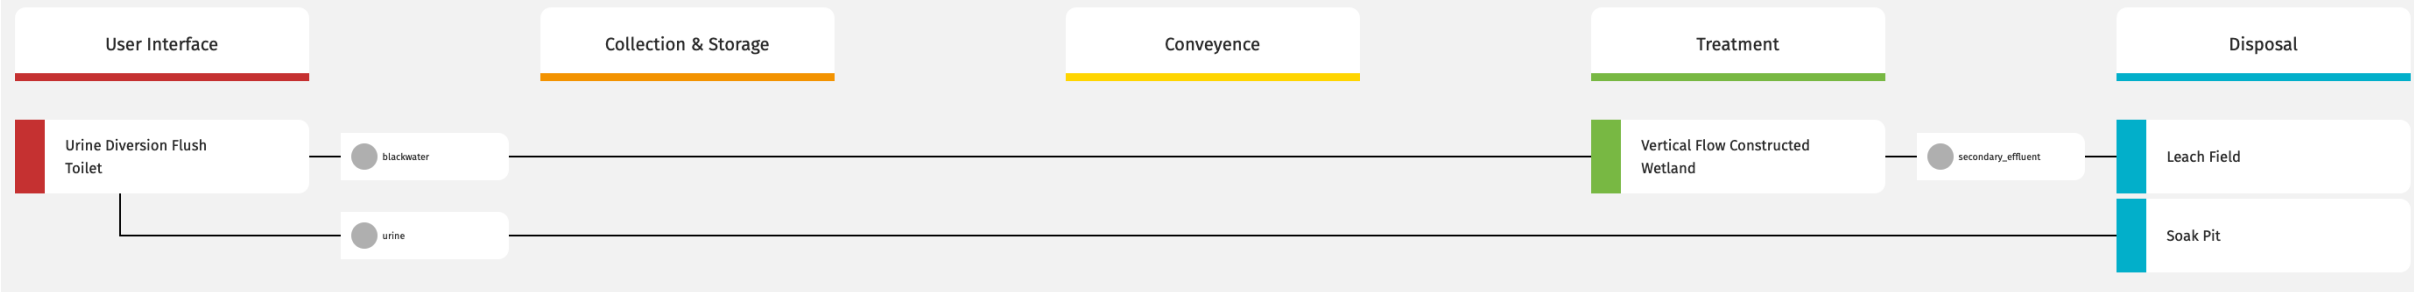 User Interface
Collection & Storage
Conveyence
Treatment
Disposal
Urine Diversion Flush
Toilet
blackwater
Vertical Flow Constructed
Wetland
secondary_effluent
Leach Field
urine
Soak Pit